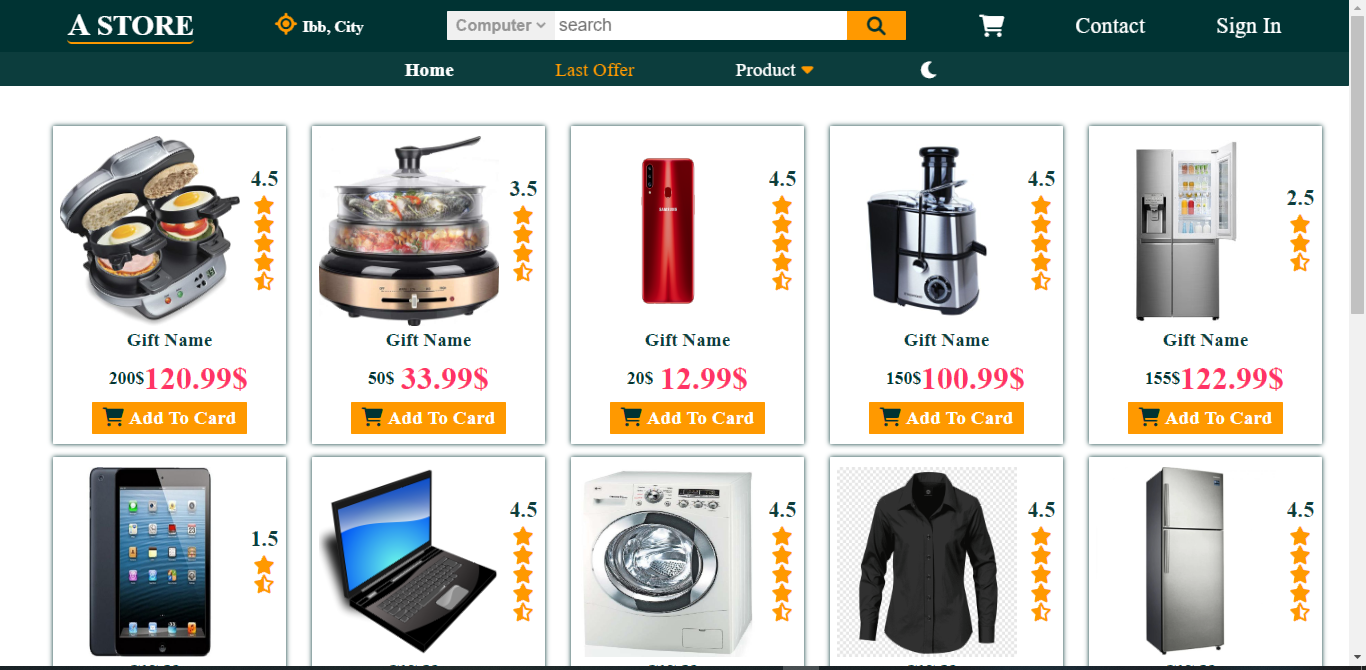 A STORE
Ibb, City
Computer
search
Contact
Sign In
Home
Last Offer
Product
4.5
3.5
4.5
4.5
2.5
SAMSUNG
Gift Name
Gift Name
Gift Name
Gift Name
Gift Name
200$120.99$
50$ 33.99$
20$ 12.99$
150$100.99$
155$122.99$
Add To Card
Add To Card
Add To Card
Add To Card
Add To Card
1.5
4.5
4.5
4.5
4.5